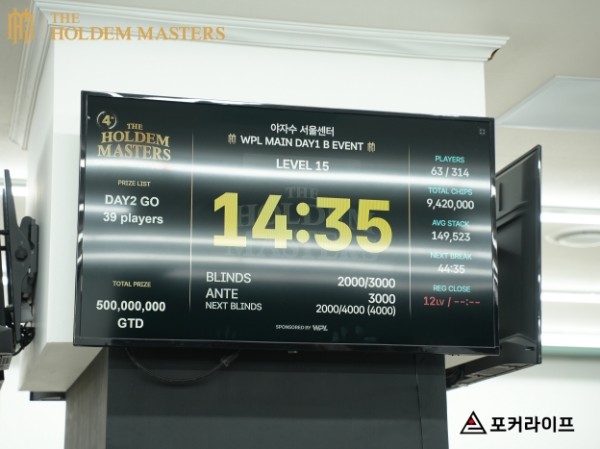 THE
HOLDEM MASTERS
4th
THE
HOLDEM
MASTERS
PRIZE LIST
DAY2 GO
39 players
TOTAL PRIZE
500,000,000
GTD
야자수 서울센터
WPL MAIN DAY1 B EVENT
LEVEL 15
14:35
BLINDS 2000/3000
ANTE 3000
NEXT BLINDS 2000/4000 (4000)
SPONSORED BY WPL
PLAYERS
63 / 314
TOTAL CHIPS
9,420,000
AVG STACK
149,523
NEXT BREAK
44:35
REG CLOSE
12LV / --:--
포커라이프